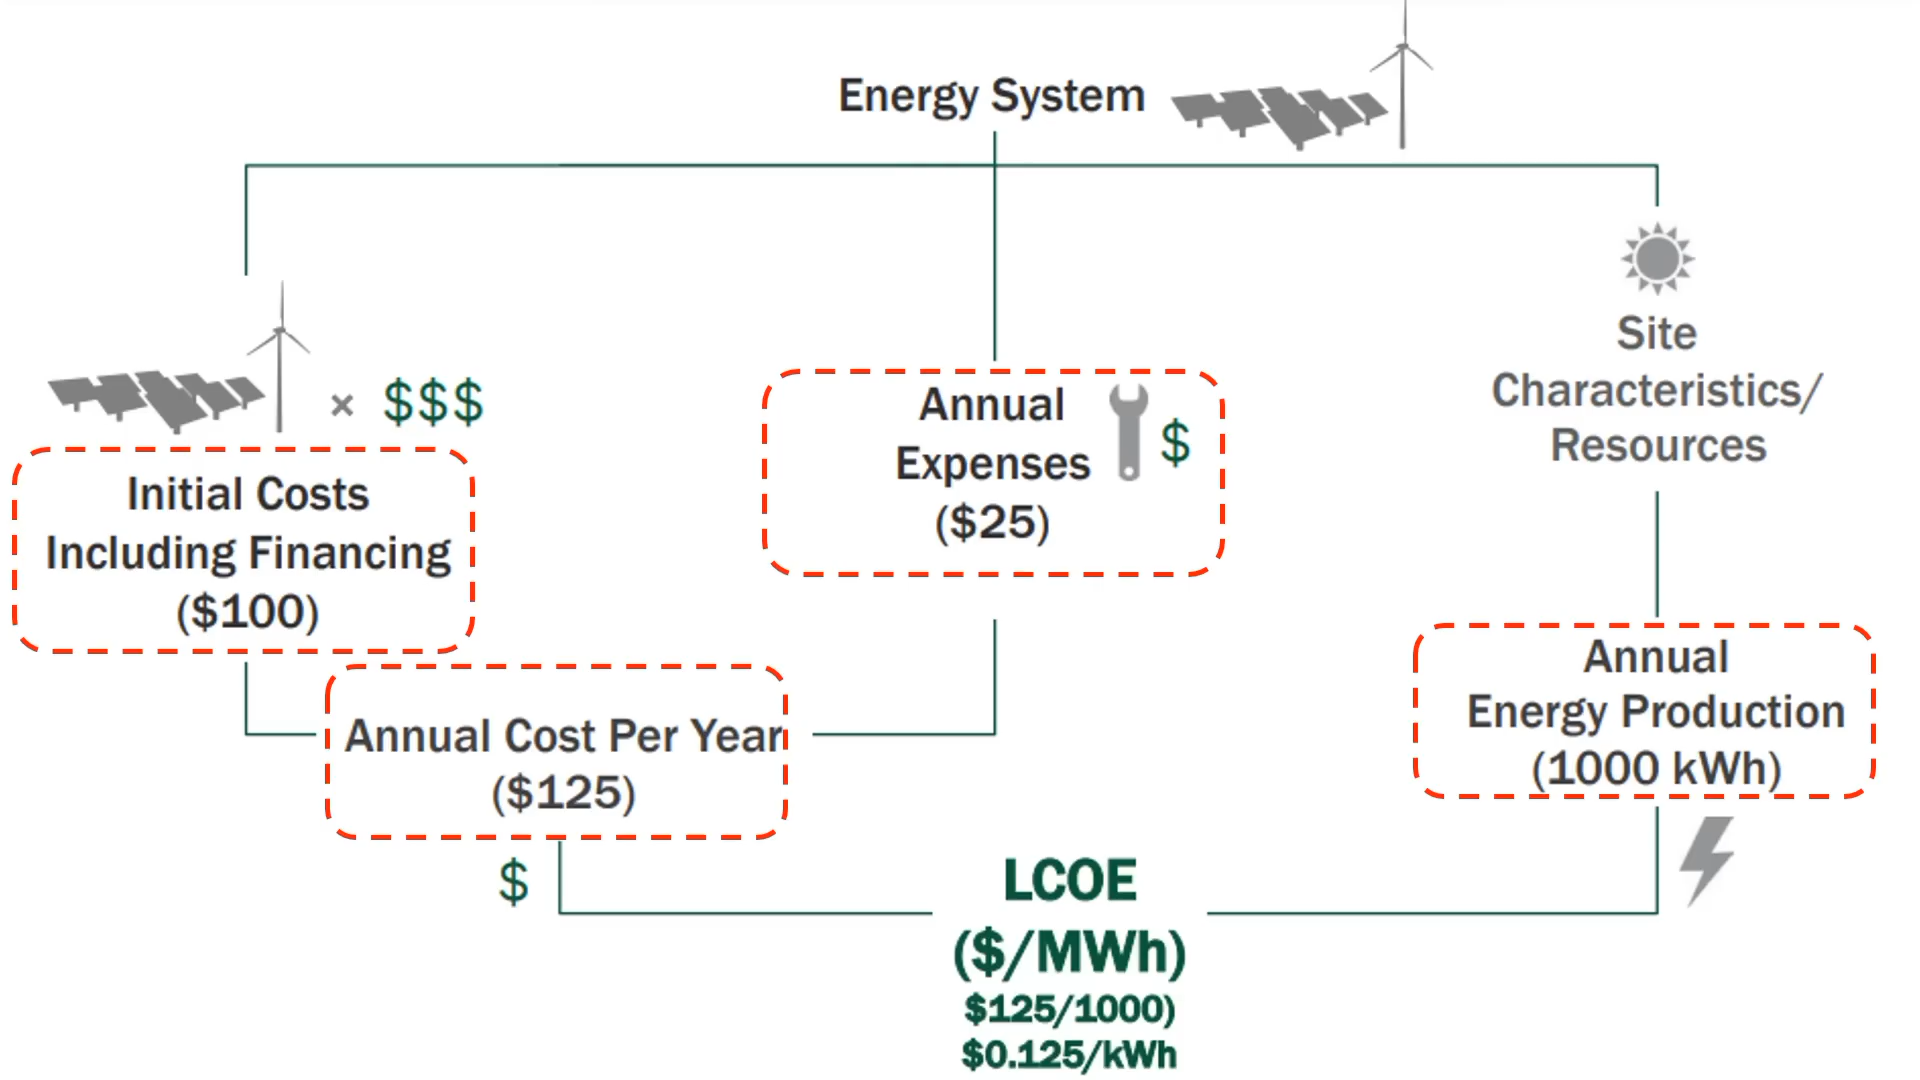 Energy System
× $$$
Initial Costs
Including Financing
($100)
Annual
Expenses
($25)
$
Site
Characteristics/
Resources
Annual Cost Per Year
($125)
$
Annual
Energy Production
(1000 kWh)
LCOE
($/MWh)
$125/1000)
$0.125/kWh